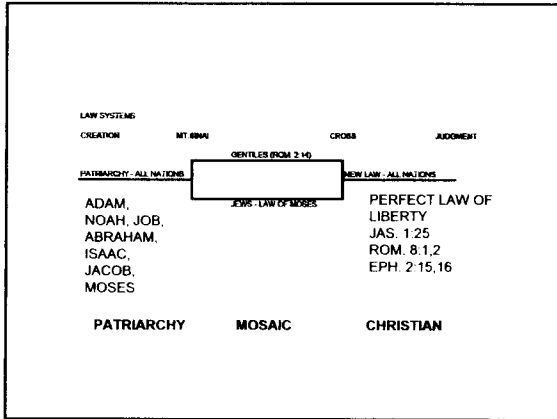 LAW SYSTEMS
CREATION MT. SINAI CROSS JUDGMENT
GENTILES (ROM. 2:14)
PATRIARCHY - ALL NATIONS NEW LAW - ALL NATIONS
JEWS - LAW OF MOSES
ADAM,
NOAH, JOB,
ABRAHAM,
ISAAC,
JACOB,
MOSES
PERFECT LAW OF
LIBERTY
JAS. 1:25
ROM. 8:1,2
EPH. 2:15,16
PATRIARCHY MOSAIC CHRISTIAN